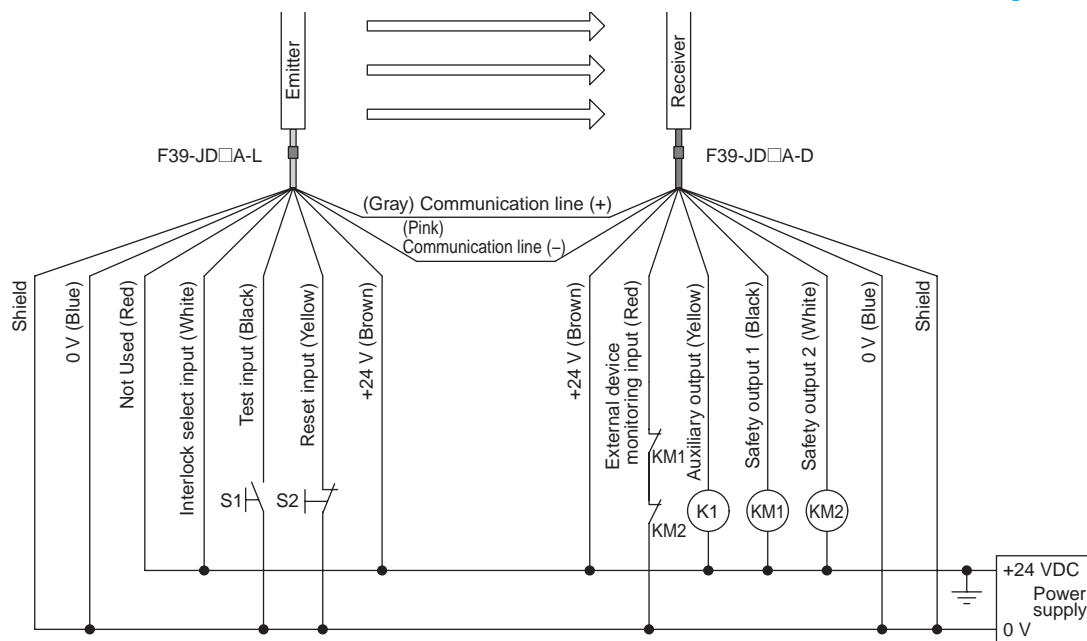 Emitter
Receiver
F39-JD□A-L
F39-JD□A-D
(Gray) Communication line (+)
(Pink)
Communication line (–)
Shield
0 V (Blue)
Not Used (Red)
Interlock select input (White)
Test input (Black)
Reset input (Yellow)
+24 V (Brown)
+24 V (Brown)
External device
monitoring input (Red)
Auxiliary output (Yellow)
Safety output 1 (Black)
Safety output 2 (White)
0 V (Blue)
Shield
S1
S2
KM1
KM2
K1
KM1
KM2
+24 VDC
Power
supply
0 V